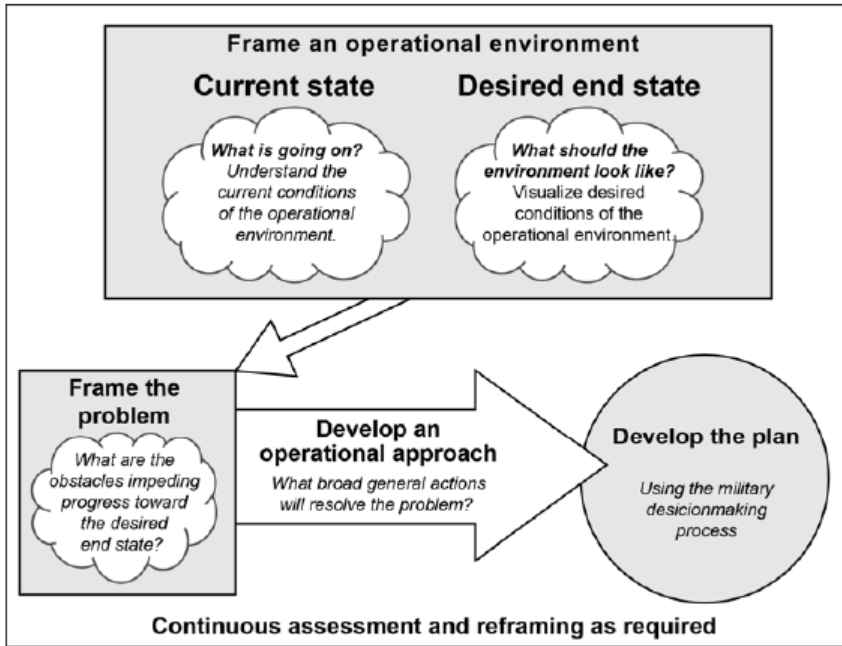 Frame an operational environment
Current state
What is going on?
Understand the
current conditions
of the operational
environment.
Desired end state
What should the
environment look like?
Visualize desired
conditions of the
operational environment.
Frame the
problem
What are the
obstacles impeding
progress toward
the desired
end state?
Develop an
operational approach
What broad general actions
will resolve the problem?
Develop the plan
Using the military
desicionmaking
process
Continuous assessment and reframing as required